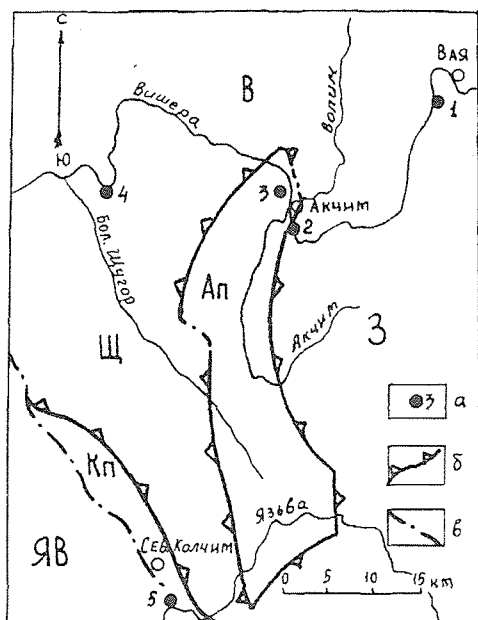 С
Ю
В
Вишера
Волим
Вая
1
4
3
Акчим
2
Бол. Щугор
Ап
Акчим
З
Щ
3 а
б
в
Кп
Язьва
ЯВ
Сев. Колчим
5
0 5 10 15 км